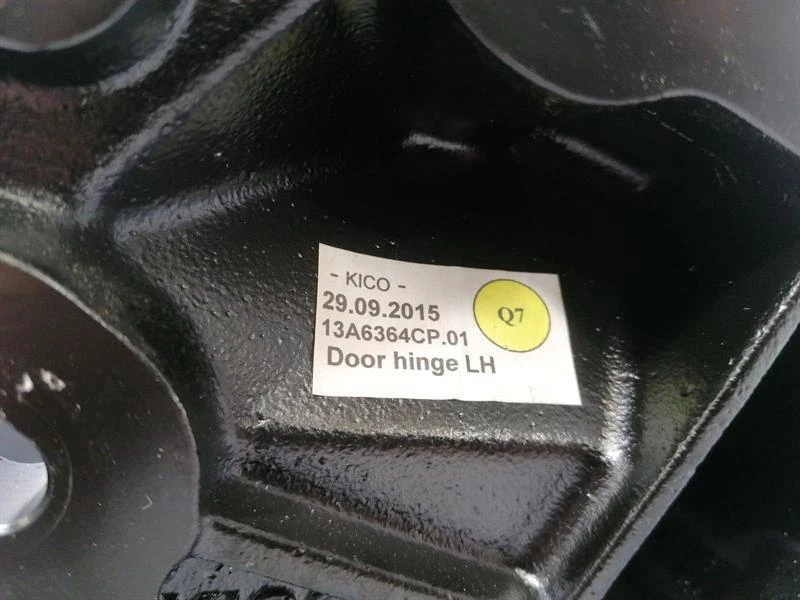 - KICO -
29.09.2015
13A6364CP.01
Door hinge LH
Q7